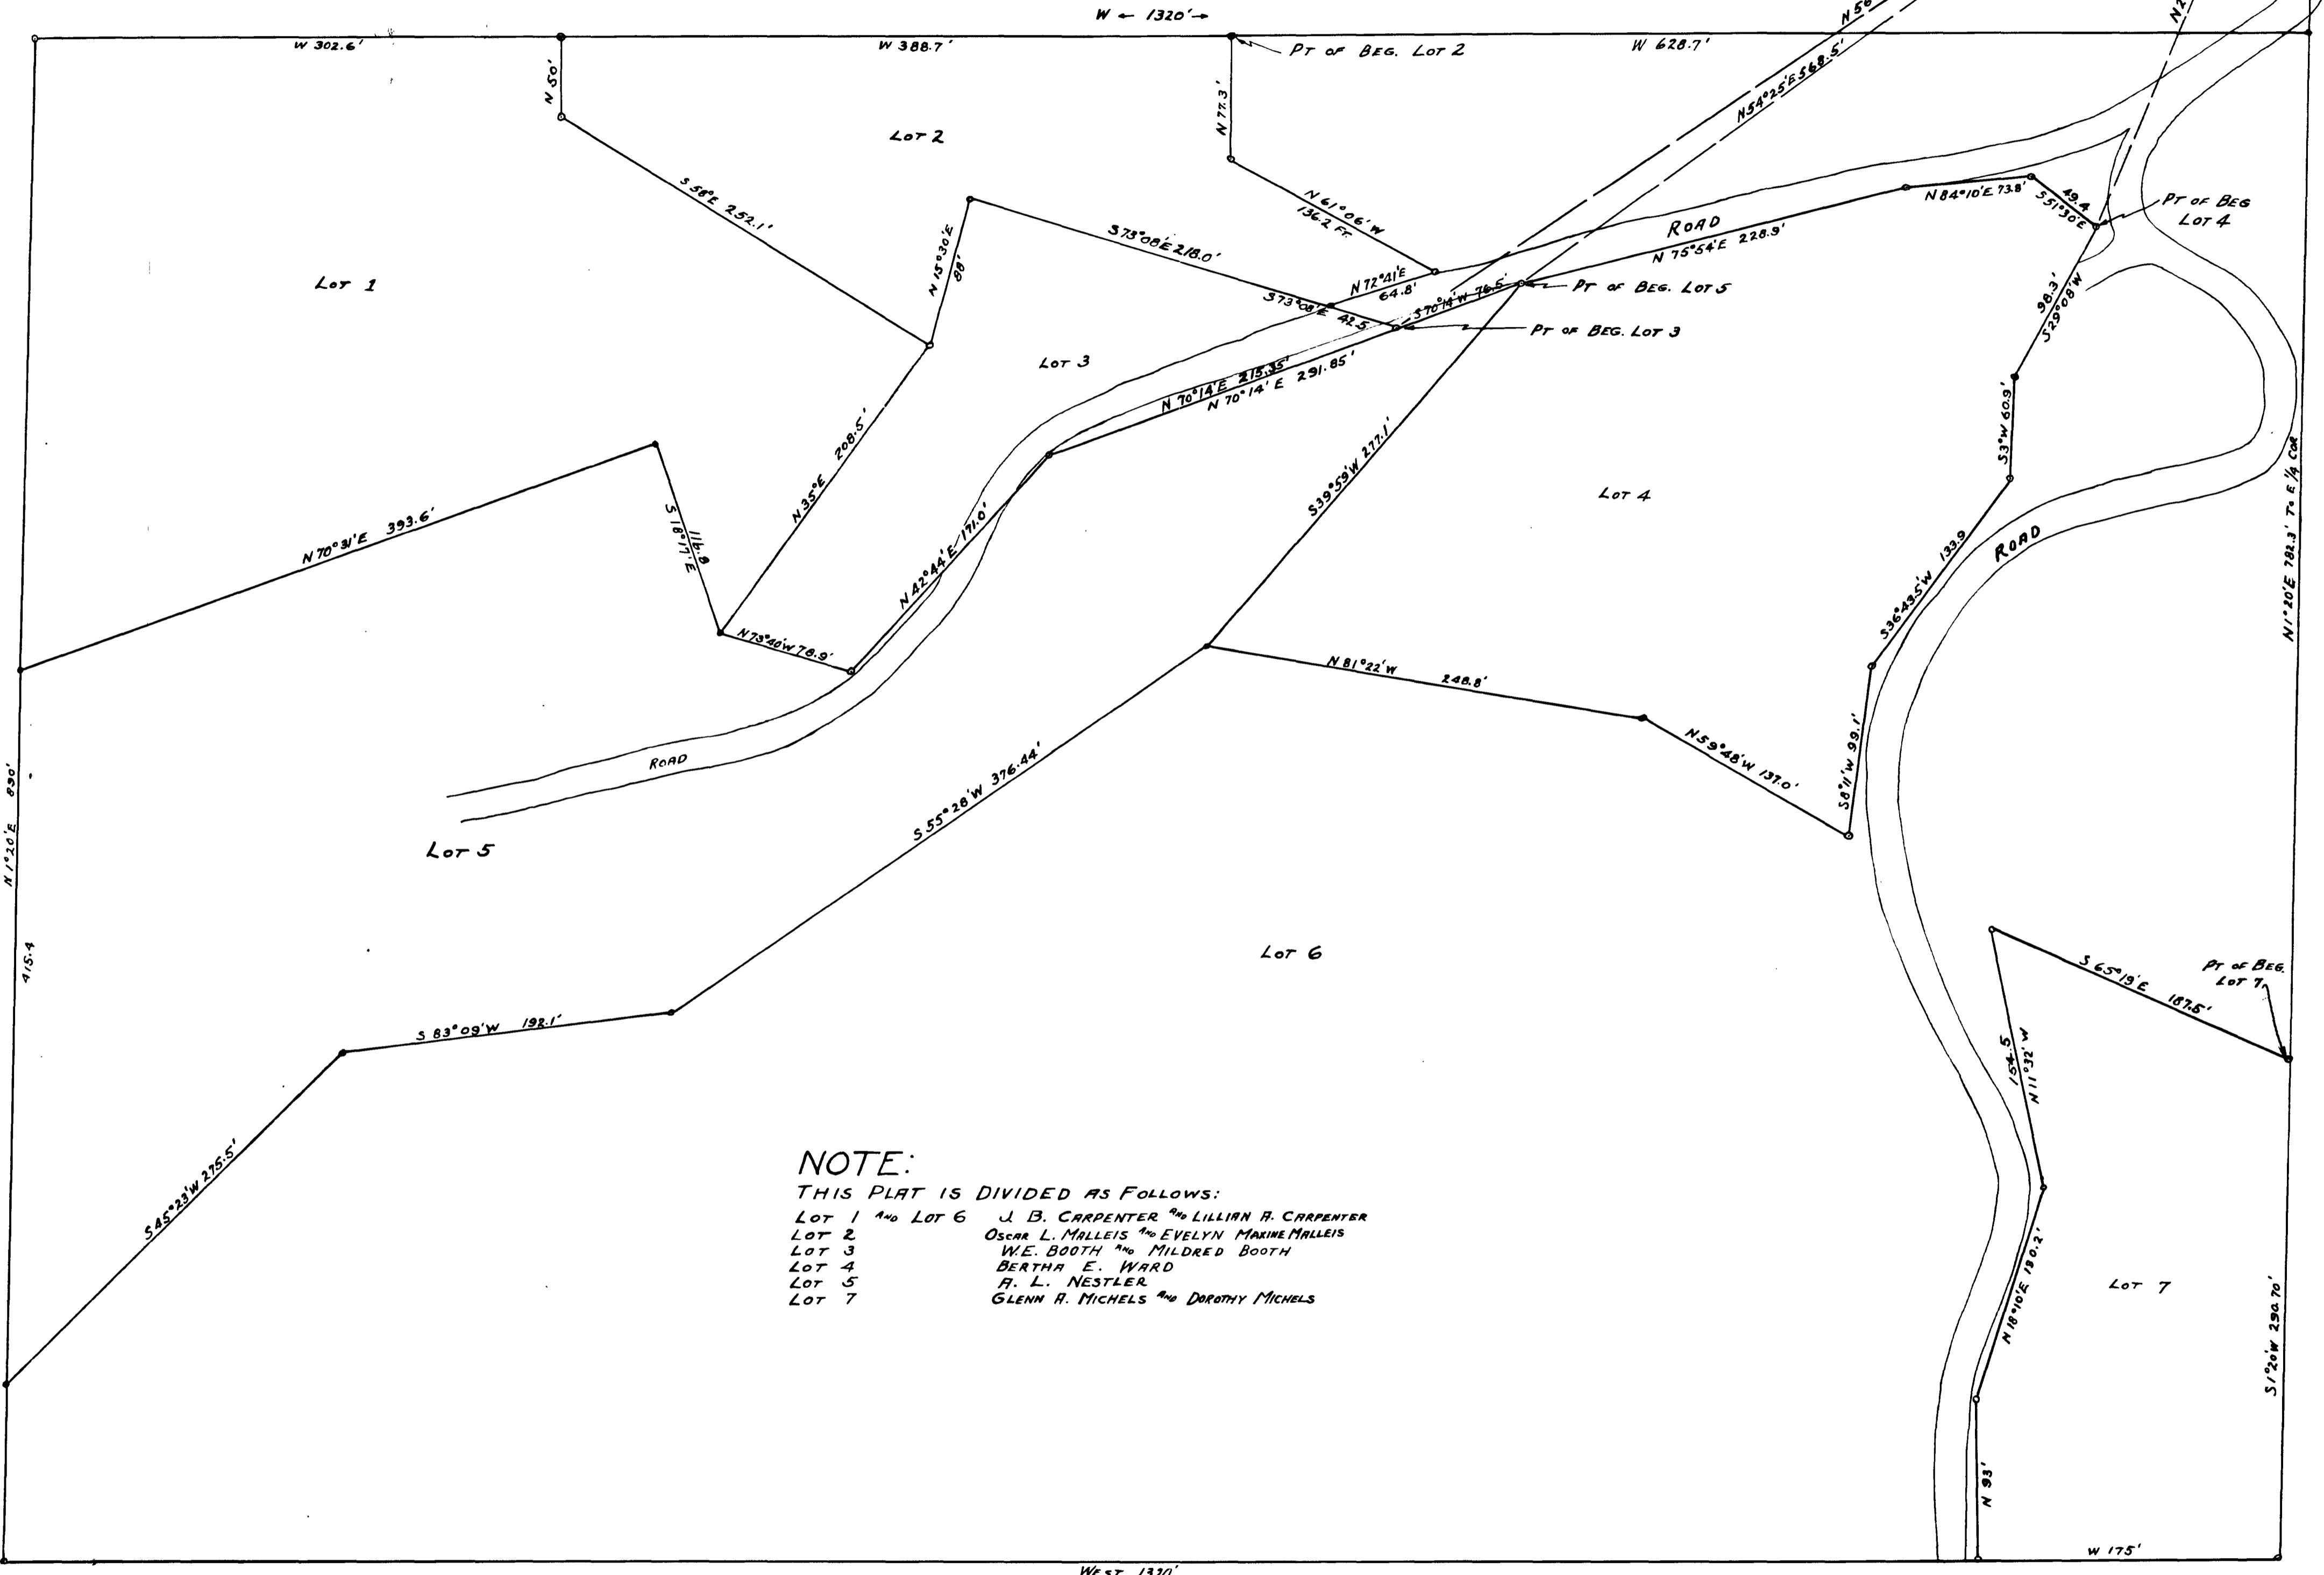 W ← 1320' →
W 302.6'
W 388.7'
PT OF BEG. LOT 2
W 628.7'
N 50'
N 77.3'
N 56
N 2
N54°25'E 568.5'
LOT 2
S 58°E 252.1'
N 15°30'E
88'
S73°08'E 218.0'
N 61°06' W
136.2 FT.
ROAD
N 75°54'E 228.9'
N 84°10'E 73.8'
49.4
S51°30'E
PT OF BEG
LOT 4
LOT 1
N 72°41'E
64.8'
S73°08'E 42.5
S70°14'W 76.5'
PT OF BEG. LOT 5
PT OF BEG. LOT 3
98.3'
S29°08'W
LOT 3
N 70°14'E 215.35'
N 70°14' E 291.85'
S3°W 60.9'
N 35°E 208.5'
S39°59'W 277.1'
LOT 4
N1°20'E 782.3' TO E 1/4 COR
N 70°31'E 393.6'
116.8
S 18°17'E
N 42°44'E 171.0'
S36°43.5'W 133.9
ROAD
N 73°40'W 78.9'
N 81°22'W 248.8'
N59°48'W 137.0'
S8°11'W 99.1'
ROAD
S 55°28'W 376.44'
N 1°20'E 890'
LOT 5
415.4
LOT 6
S 65°19'E 187.5'
PT OF BEG.
LOT 7
S 83°09'W 192.1'
154.5
N 11°32' W
S45°23'W 275.5'
NOTE:
THIS PLAT IS DIVIDED AS FOLLOWS:
LOT 1 AND LOT 6 J. B. CARPENTER AND LILLIAN A. CARPENTER
LOT 2 OSCAR L. MALLEIS AND EVELYN MAXINE MALLEIS
LOT 3 W.E. BOOTH AND MILDRED BOOTH
LOT 4 BERTHA E. WARD
LOT 5 A. L. NESTLER
LOT 7 GLENN A. MICHELS AND DOROTHY MICHELS
N18°10'E 130.2'
LOT 7
S1°20'W 290.70'
N 93'
W 175'
WEST 1320'